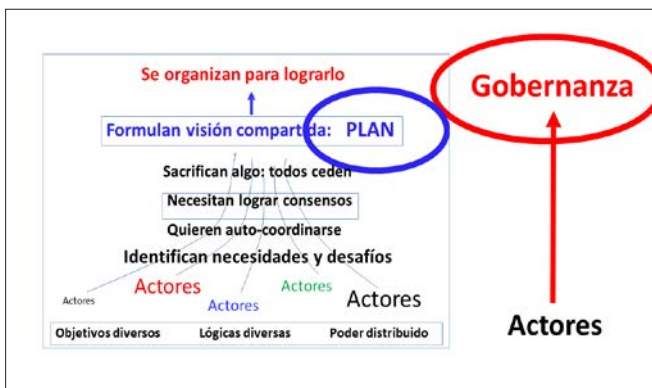 Se organizan para lograrlo
Formulan visión compartida: PLAN
Sacrifican algo: todos ceden
Necesitan lograr consensos
Quieren auto-coordinarse
Identifican necesidades y desafíos
Actores Actores Actores Actores Actores
Objetivos diversos Lógicas diversas Poder distribuido
Gobernanza
Actores